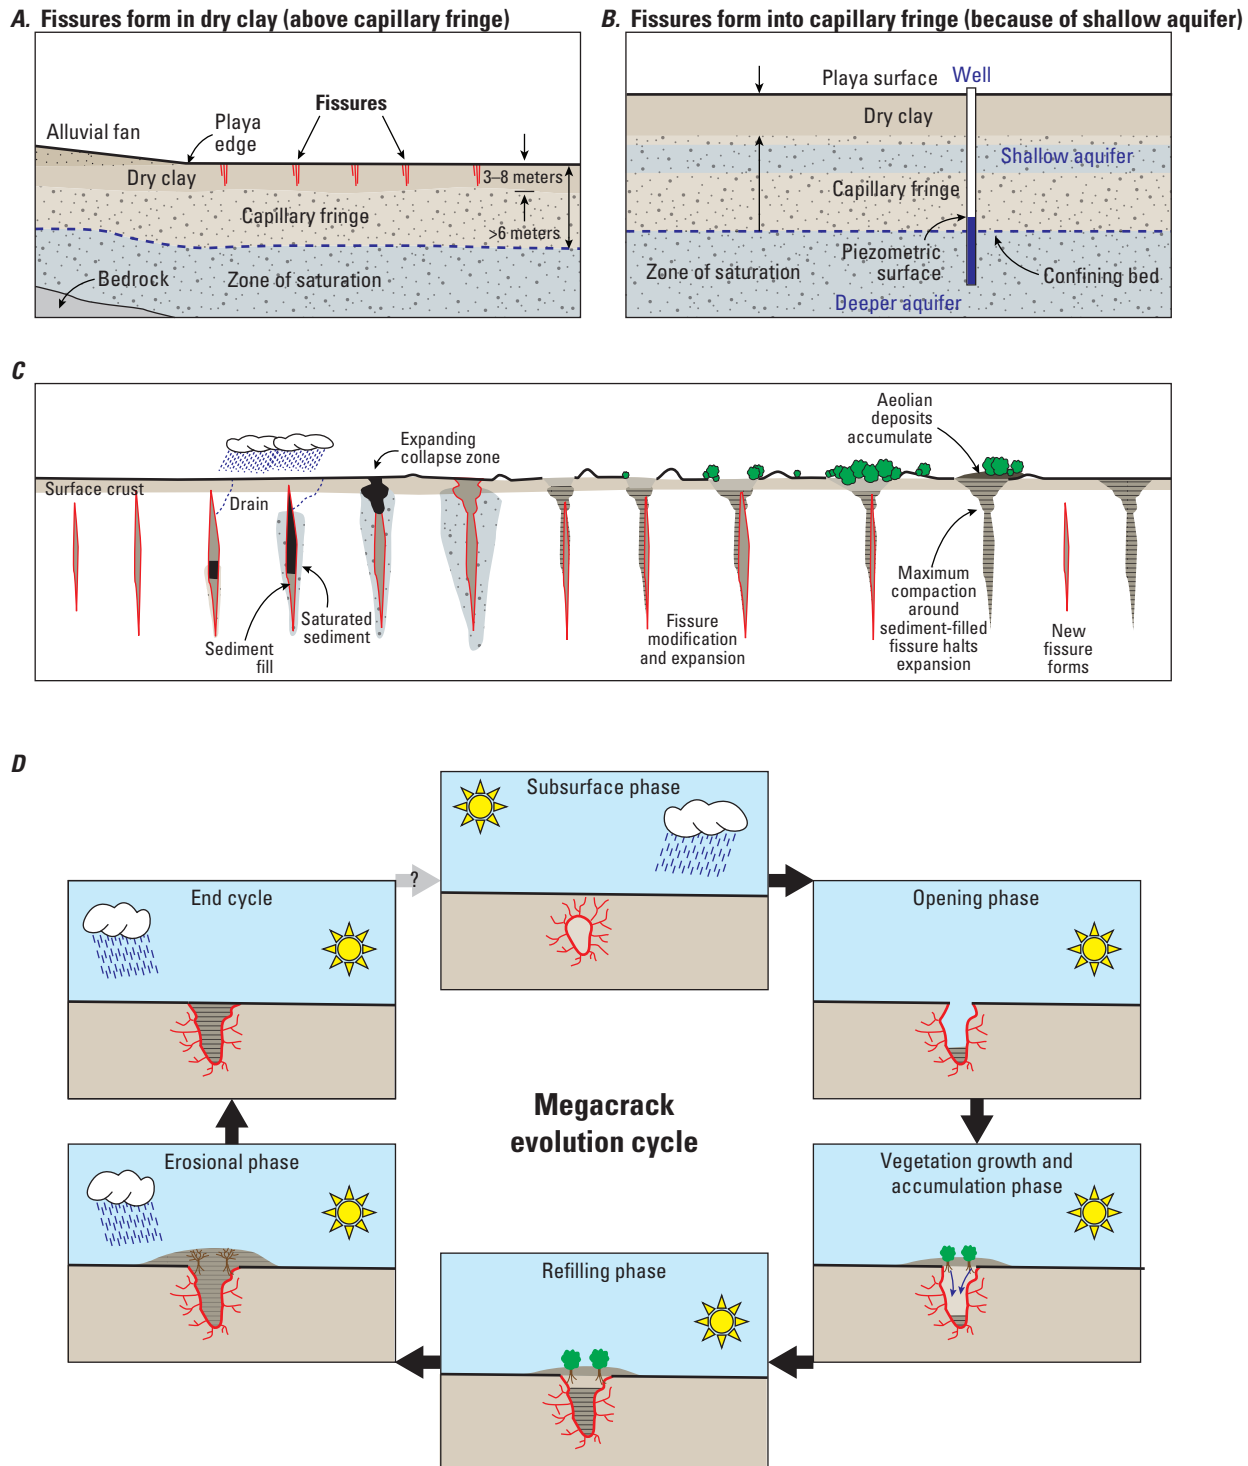 A. Fissures form in dry clay (above capillary fringe)
Alluvial fan
Playa
edge
Fissures
Dry clay
3–8 meters
Capillary fringe
>6 meters
Bedrock
Zone of saturation
B. Fissures form into capillary fringe (because of shallow aquifer)
Playa surface
Well
Dry clay
Shallow aquifer
Capillary fringe
Zone of saturation
Piezometric
surface
Confining bed
Deeper aquifer
C
Surface crust
Drain
Sediment
fill
Saturated
sediment
Expanding
collapse zone
Fissure
modification
and expansion
Aeolian
deposits
accumulate
Maximum
compaction
around
sediment-filled
fissure halts
expansion
New
fissure
forms
D
Subsurface phase
?
End cycle
Opening phase
Megacrack
evolution cycle
Erosional phase
Vegetation growth and
accumulation phase
Refilling phase